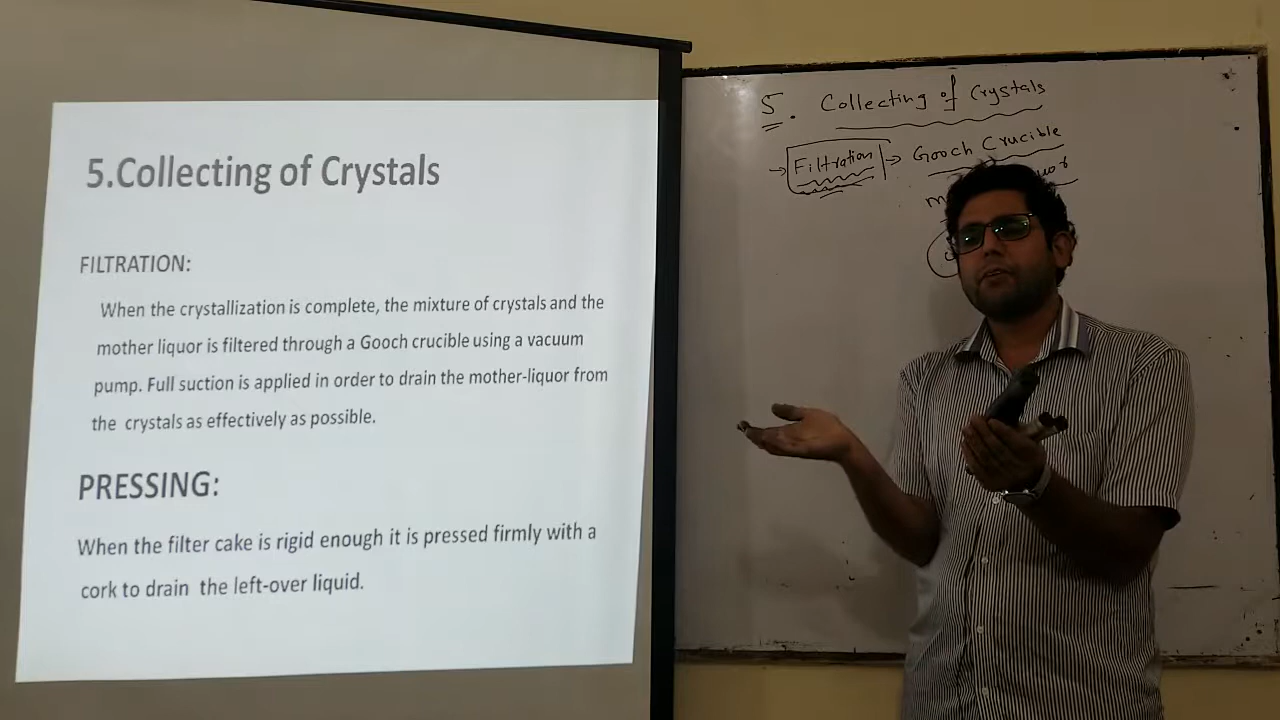 5.Collecting of Crystals
FILTRATION:
When the crystallization is complete, the mixture of crystals and the
mother liquor is filtered through a Gooch crucible using a vacuum
pump. Full suction is applied in order to drain the mother-liquor from
the crystals as effectively as possible.
PRESSING:
When the filter cake is rigid enough it is pressed firmly with a
cork to drain the left-over liquid.
5. Collecting of Crystals
→ Filtration → Gooch Crucible